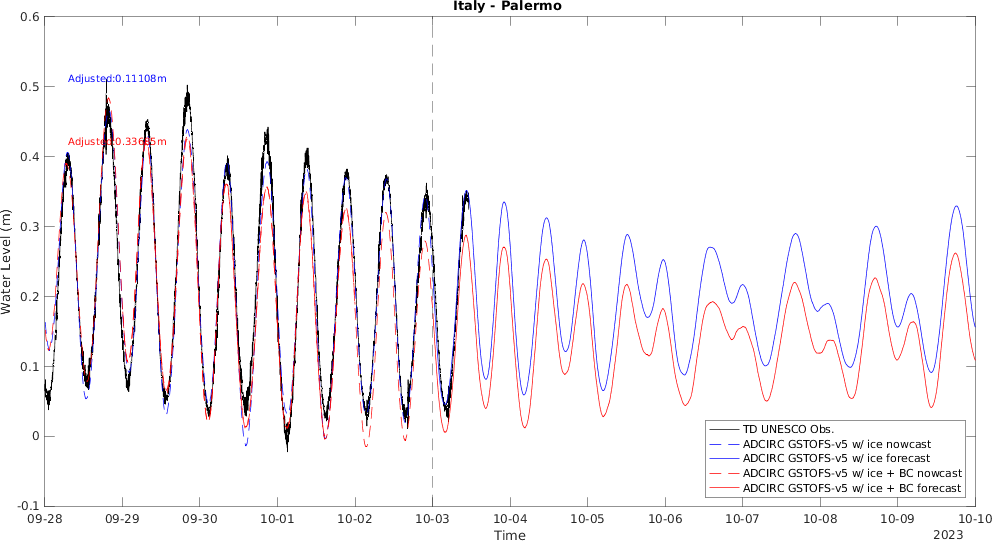 Italy - Palermo
0.6
0.5
0.4
0.3
0.2
0.1
0
-0.1
Water Level (m)
Adjusted:0.11108m
09-28
09-29
09-30
10-01
10-02
10-03
10-04
10-05
10-06
10-07
10-08
10-09
10-10
2023
Time
TD UNESCO Obs.
ADCIRC GSTOFS-v5 w/ ice nowcast
ADCIRC GSTOFS-v5 w/ ice forecast
ADCIRC GSTOFS-v5 w/ ice + BC nowcast
ADCIRC GSTOFS-v5 w/ ice + BC forecast